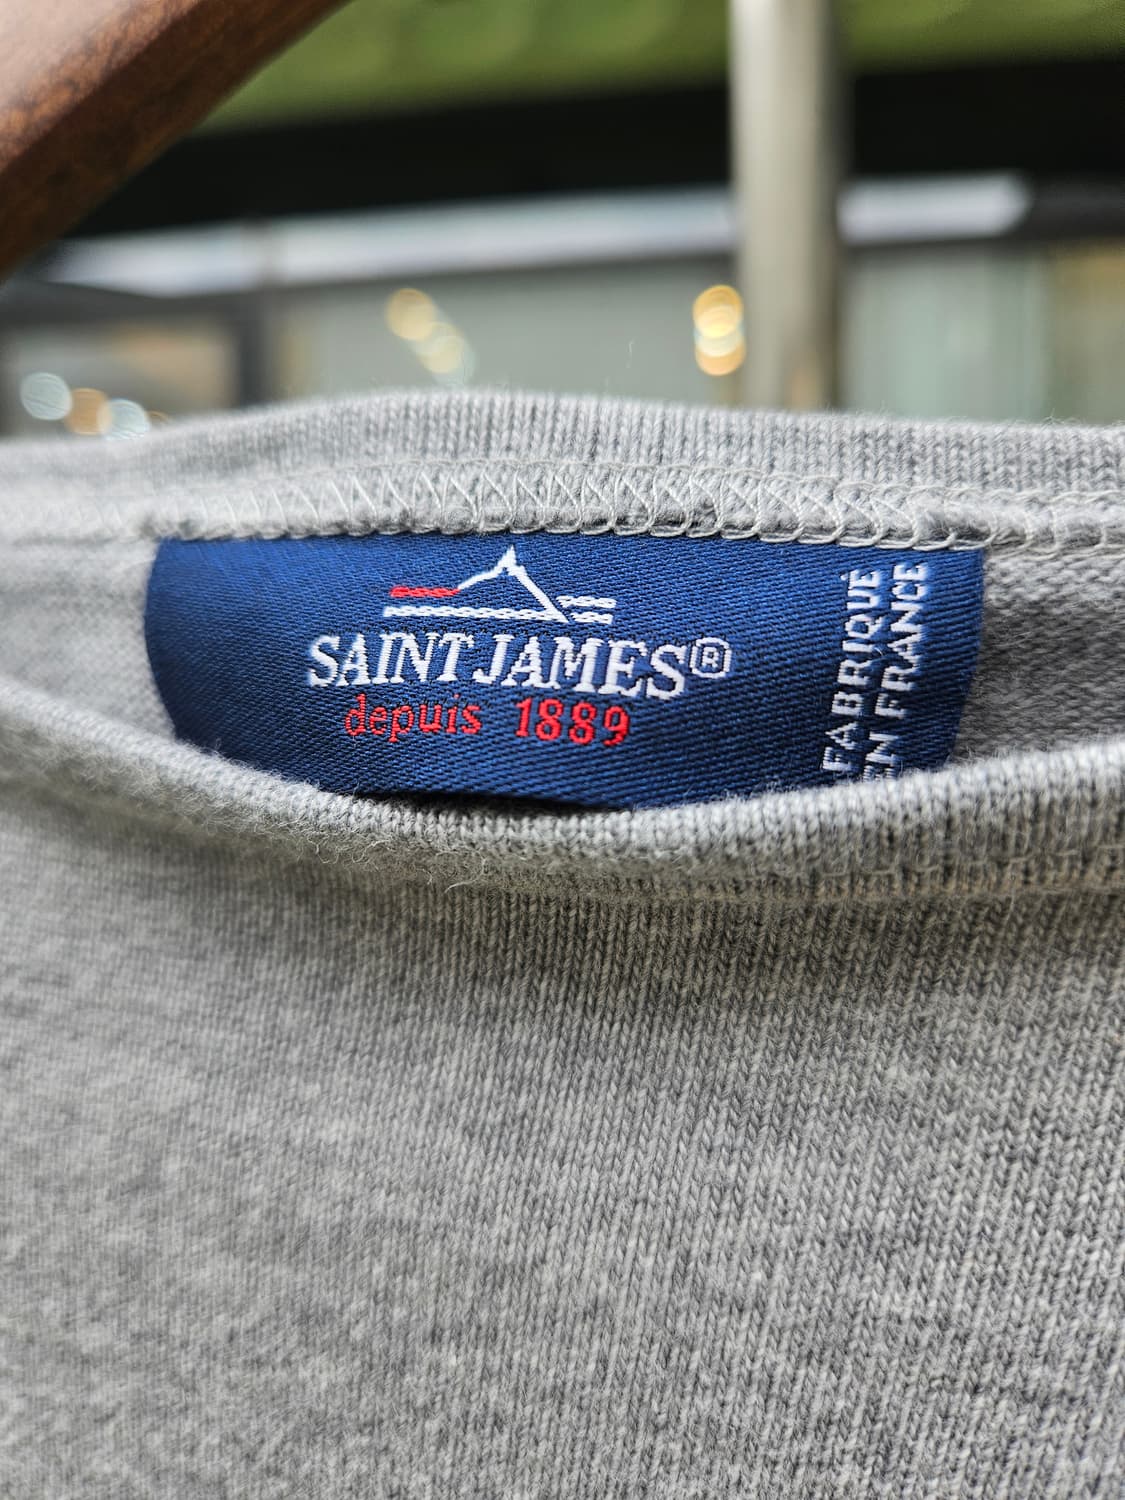 SAINT JAMES®
depuis 1889
FABRIQUÉ
EN FRANCE